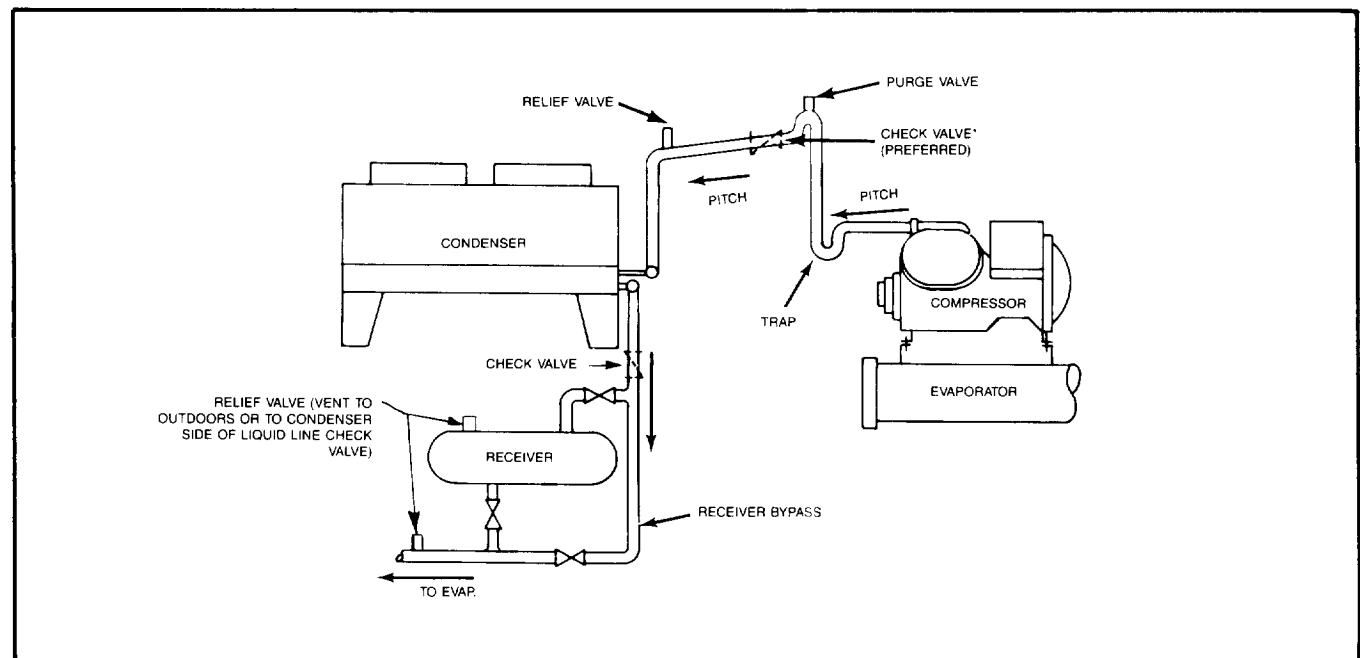 PURGE VALVE
RELIEF VALVE
CHECK VALVE*
(PREFERRED)
PITCH
PITCH
CONDENSER
COMPRESSOR
TRAP
CHECK VALVE
EVAPORATOR
RELIEF VALVE (VENT TO
OUTDOORS OR TO CONDENSER
SIDE OF LIQUID LINE CHECK
VALVE)
RECEIVER
RECEIVER BYPASS
TO EVAP.